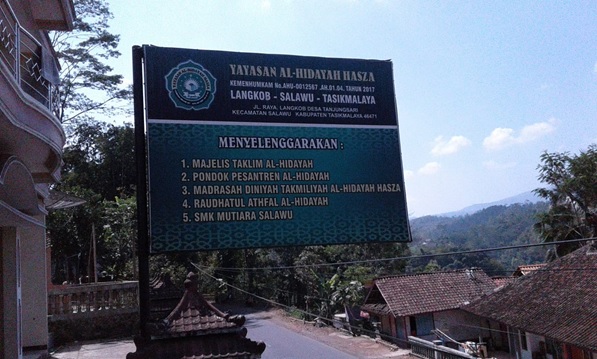 YAYASAN AL-HIDAYAH HASZA
KEMENHUMKAM No.AHU-0012567 .JH.01.04. TAHUN 2017
LANGKOB - SALAWU - TASIKMALAYA
JL. RAYA LANGKOB DESA TANJUNGSARI
KECAMATAN SALAWU KABUPATEN TASIKMALAYA 46471
MENYELENGGARAKAN :
1. MAJELIS TAKLIM AL-HIDAYAH
2. PONDOK PESANTREN AL-HIDAYAH
3. MADRASAH DINIYAH TAKMILIYAH AL-HIDAYAH HASZA
4. RAUDHATUL ATHFAL AL-HIDAYAH
5. SMK MUTIARA SALAWU